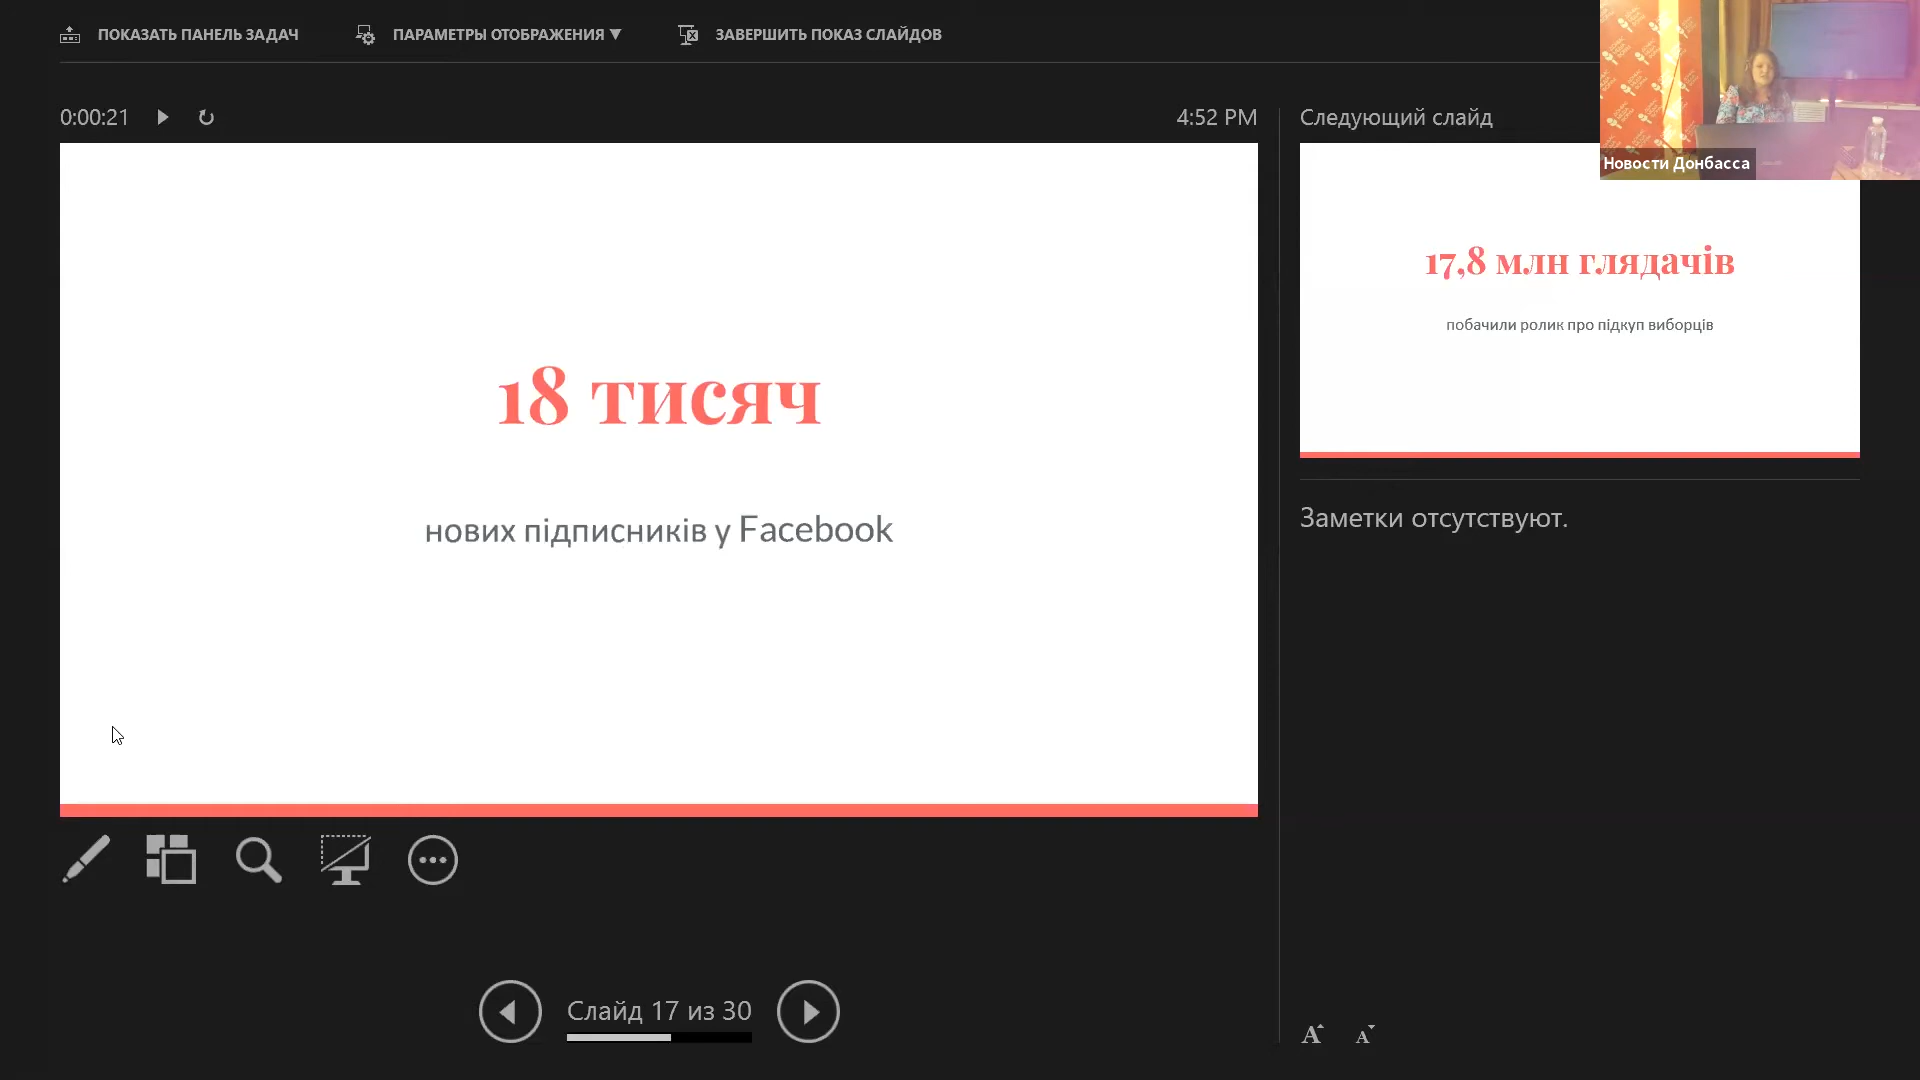 ПОКАЗАТЬ ПАНЕЛЬ ЗАДАЧ
ПАРАМЕТРЫ ОТОБРАЖЕНИЯ ▼
ЗАВЕРШИТЬ ПОКАЗ СЛАЙДОВ
0:00:21
4:52 PM
18 тисяч
нових підписників у Facebook
Слайд 17 из 30
Следующий слайд
Новости Донбасса
17,8 млн глядачів
побачили ролик про підкуп виборців
Заметки отсутствуют.
A A